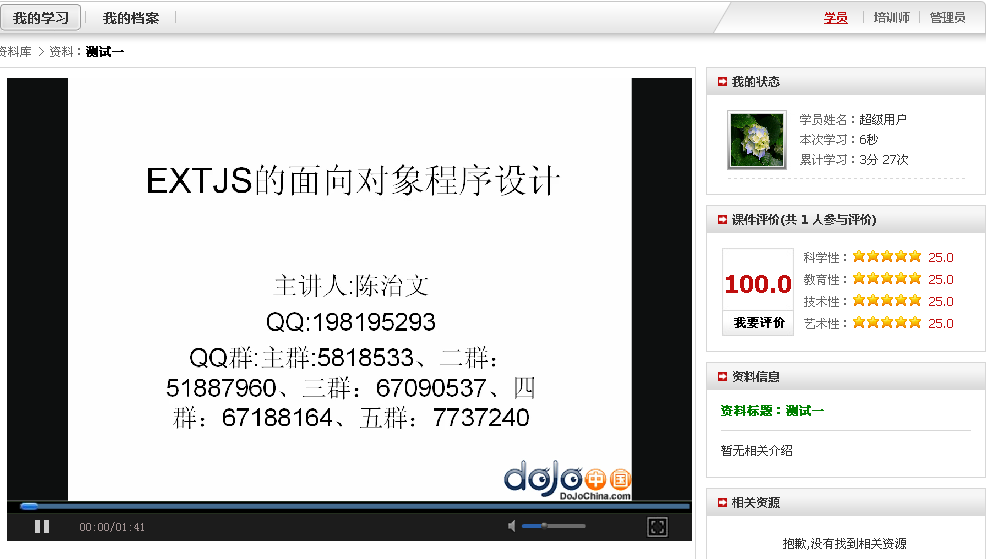 我的学习 我的档案 学员 培训师 管理员
资料库 > 资料：测试一
EXTJS的面向对象程序设计
主讲人:陈治文
QQ:198195293
QQ群:主群:5818533、二群：
51887960、三群：67090537、四
群：67188164、五群：7737240
dojo中国
DoJoChina.com
00:00/01:41
我的状态
学员姓名：超级用户
本次学习：6秒
累计学习：3分 27次
课件评价(共 1 人参与评价)
100.0
我要评价
科学性： 25.0
教育性： 25.0
技术性： 25.0
艺术性： 25.0
资料信息
资料标题：测试一
暂无相关介绍
相关资源
抱歉,没有找到相关资源